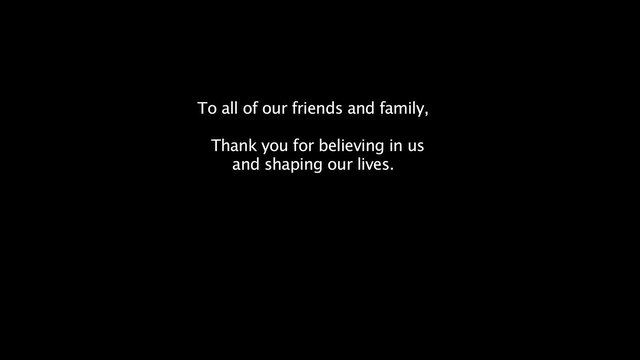 To all of our friends and family,
Thank you for believing in us
and shaping our lives.